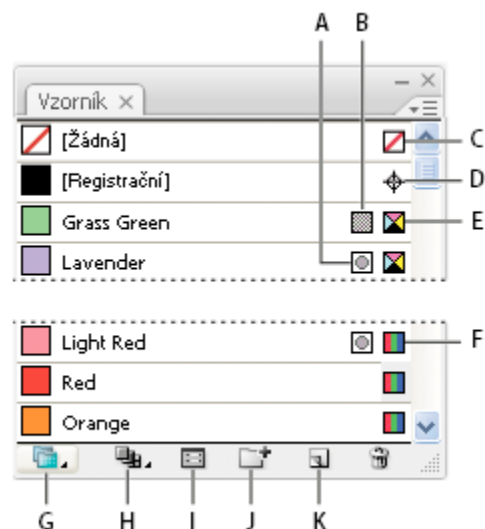 A B
Vzorník
[Žádná] C
[Registrační] D
Grass Green E
Lavender
Light Red F
Red
Orange
G H I J K